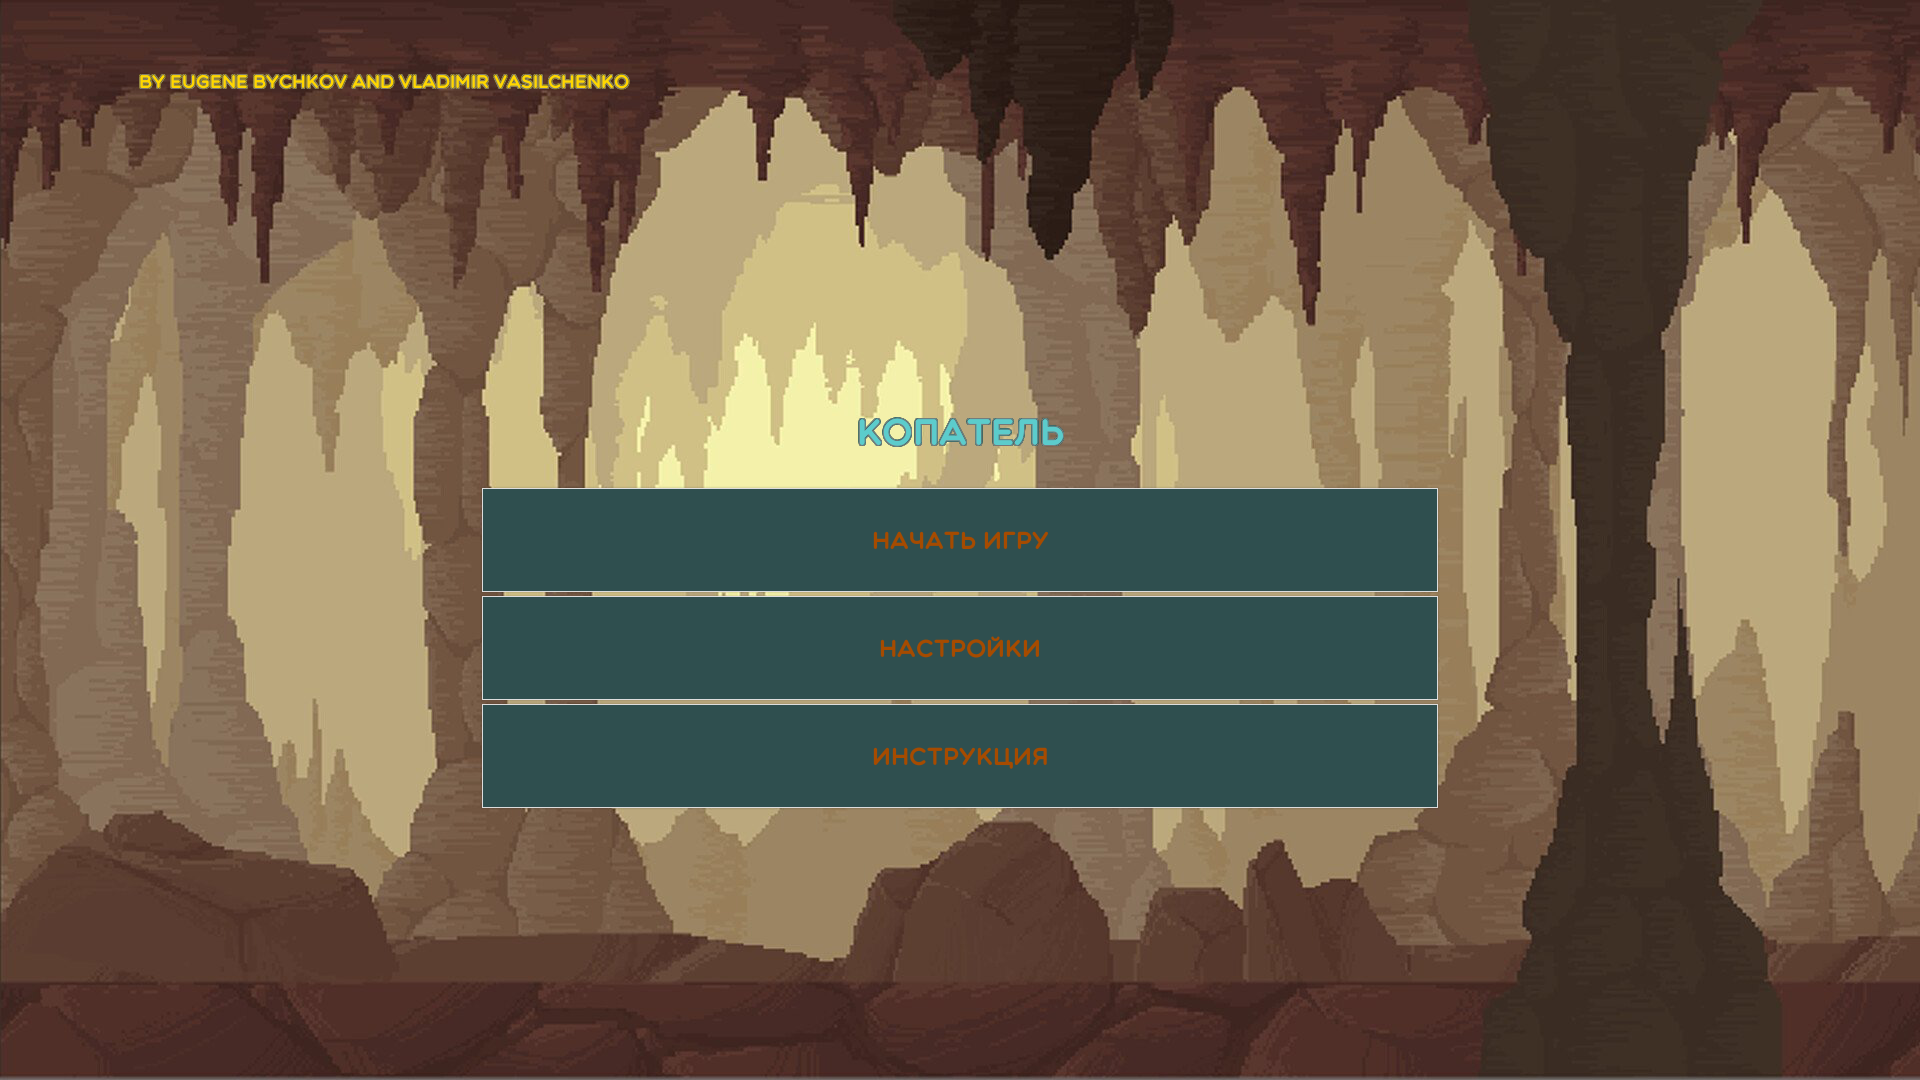 BY EUGENE BYCHKOV AND VLADIMIR VASILCHENKO
КОПАТЕЛЬ
НАЧАТЬ ИГРУ
НАСТРОЙКИ
ИНСТРУКЦИЯ